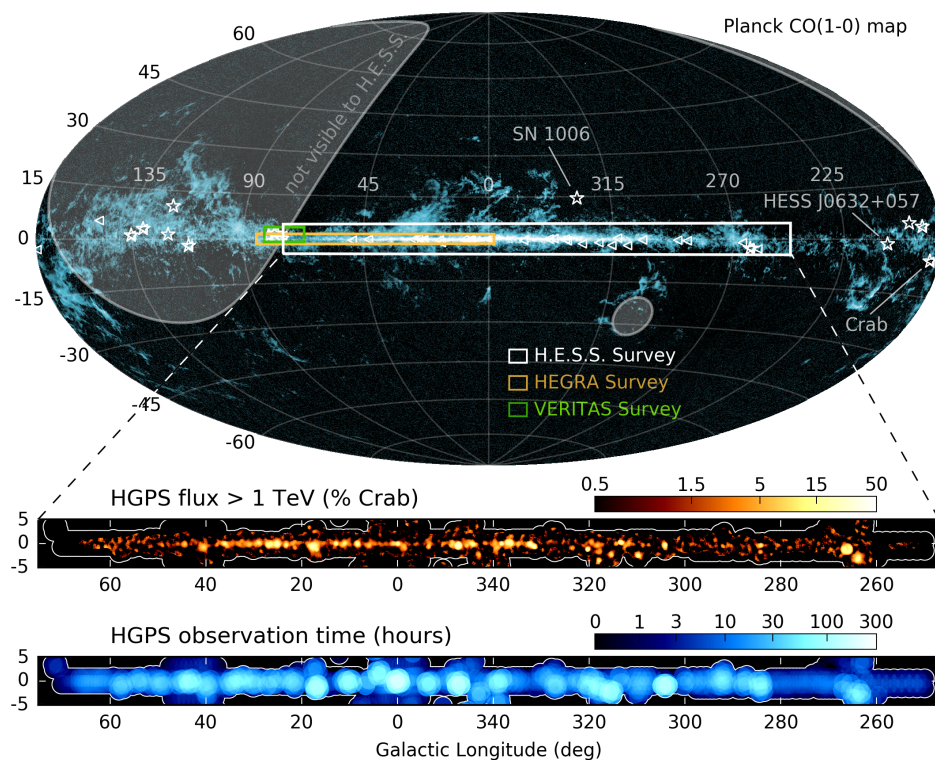 Planck CO(1-0) map
60
45
30
15
0
-15
-30
-45
-60
not visible to H.E.S.S.
SN 1006
135 90 45 0 315 270 225
HESS J0632+057
Crab
H.E.S.S. Survey
HEGRA Survey
VERITAS Survey
HGPS flux > 1 TeV (% Crab)
0.5 1.5 5 15 50
5
0
-5
60 40 20 0 340 320 300 280 260
HGPS observation time (hours)
0 1 3 10 30 100 300
5
0
-5
60 40 20 0 340 320 300 280 260
Galactic Longitude (deg)